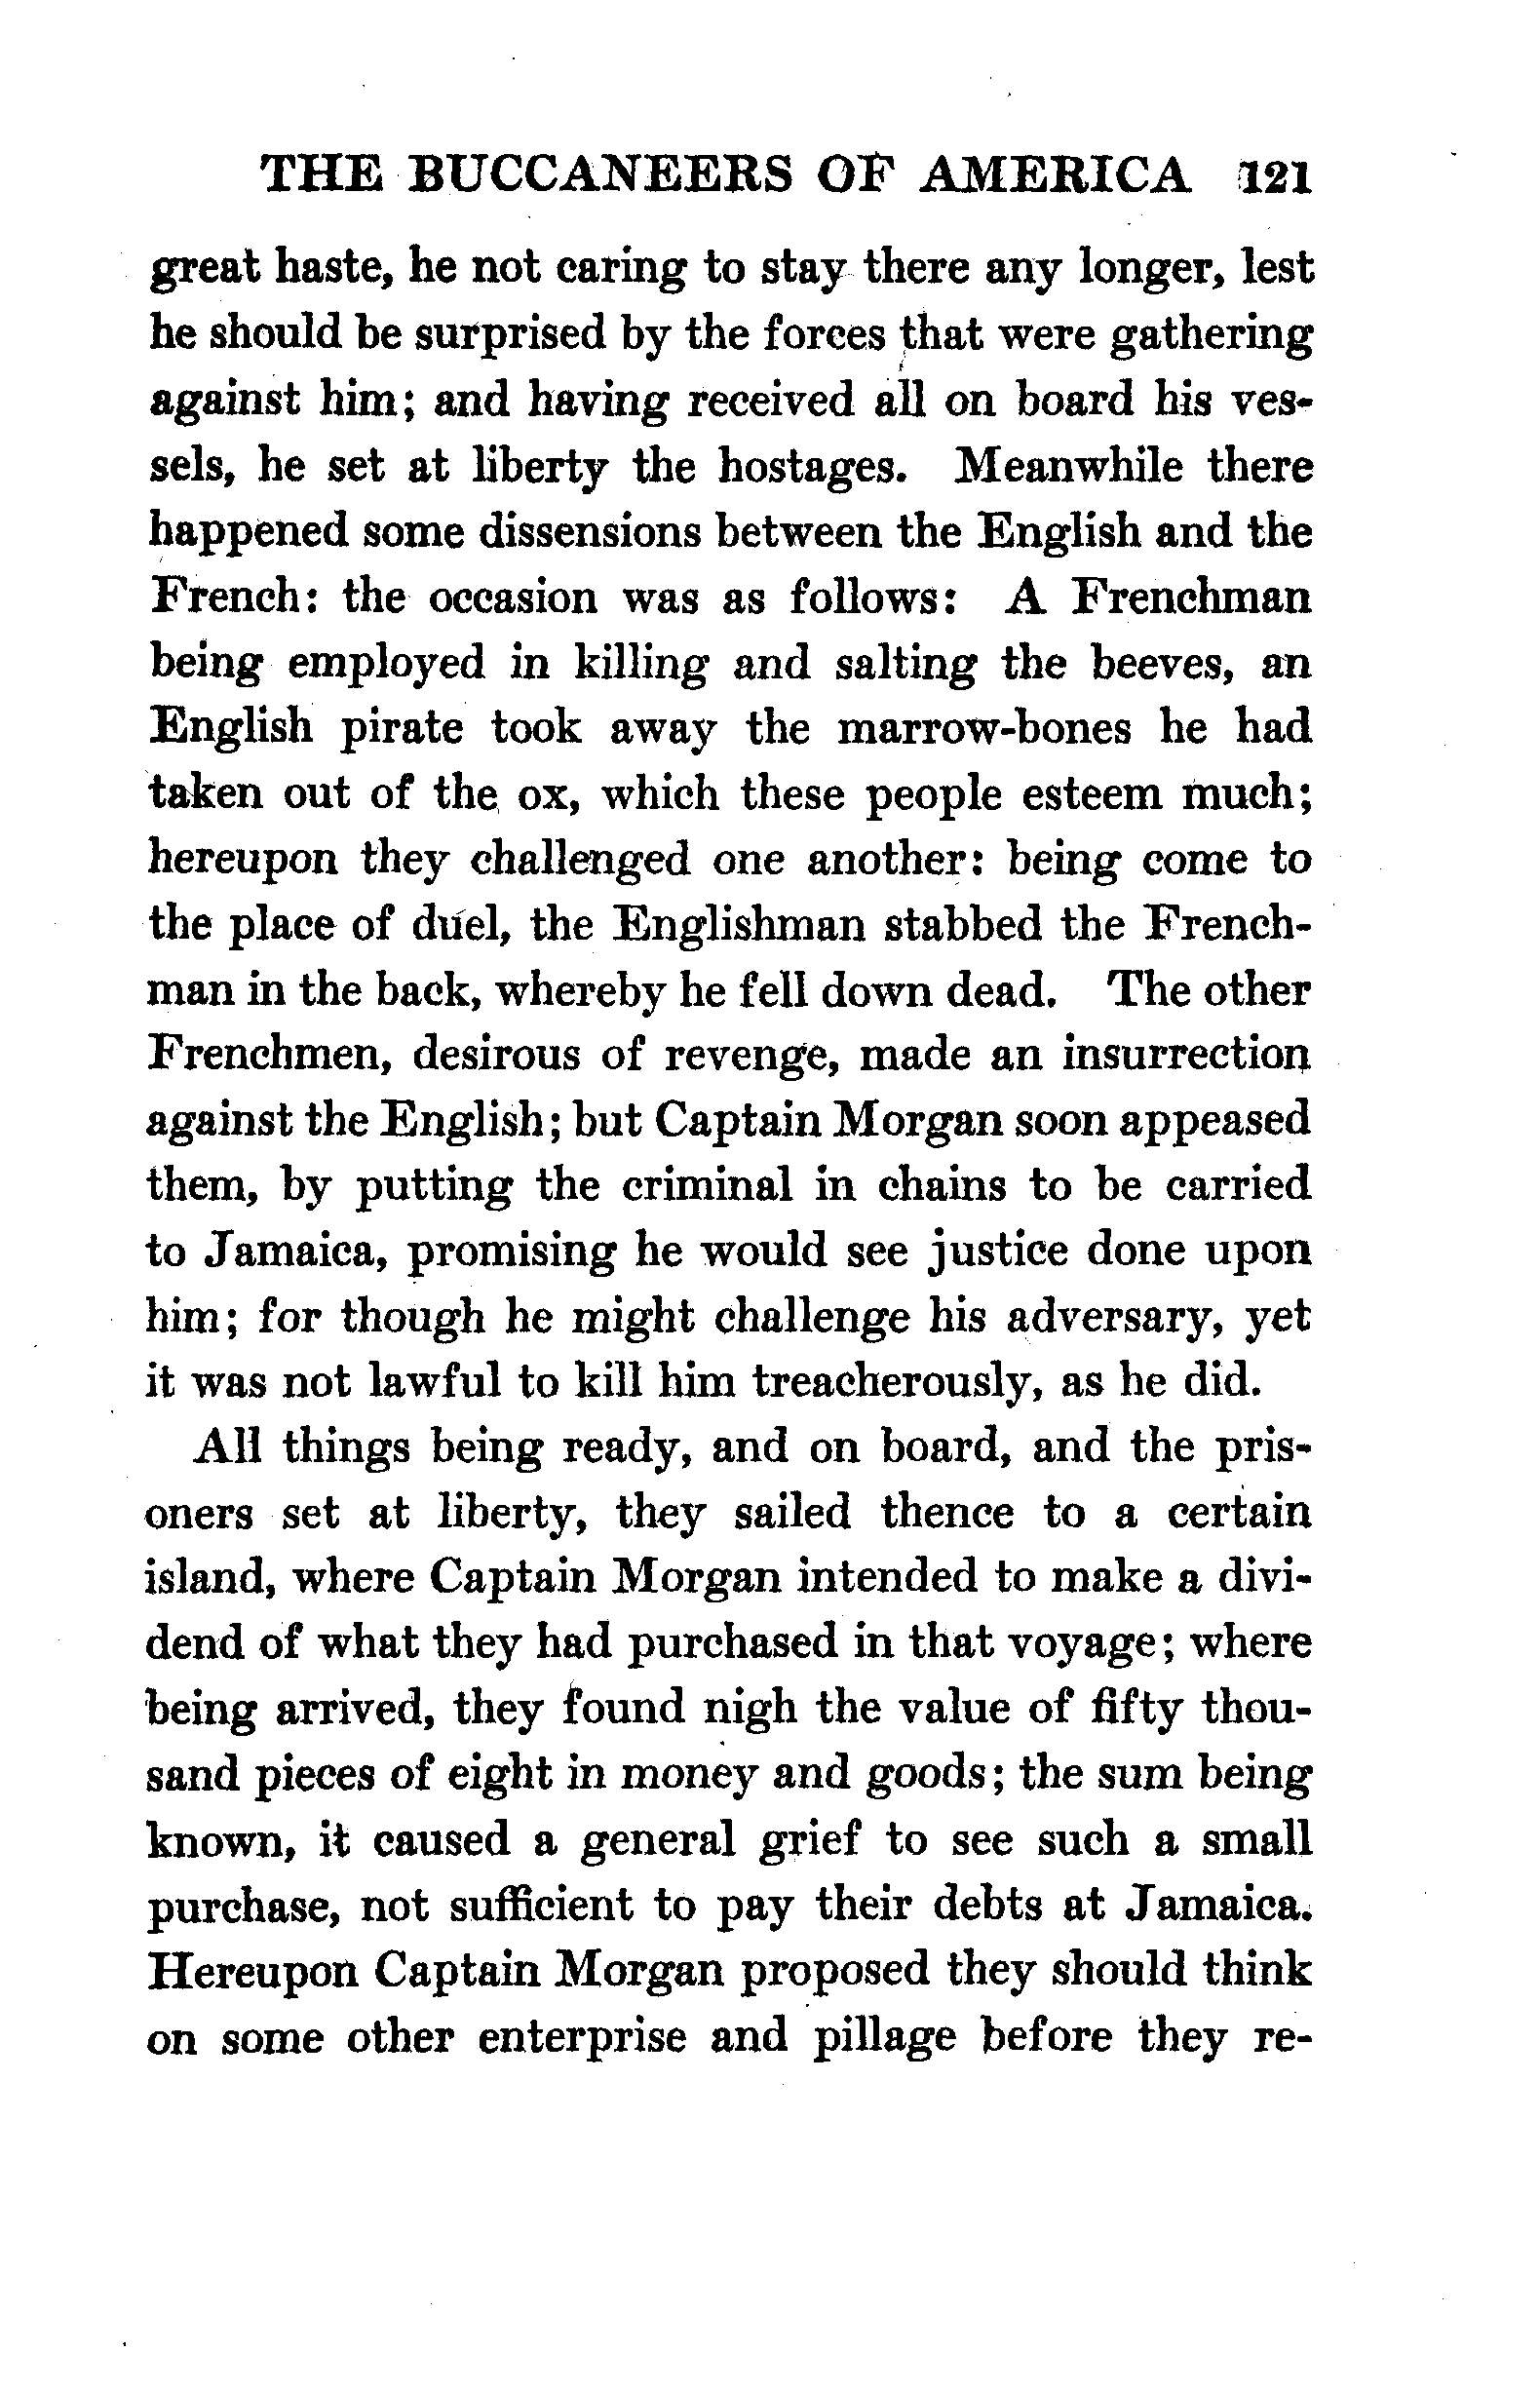 THE BUCCANEERS OF AMERICA 121
great haste, he not caring to stay there any longer, lest
he should be surprised by the forces that were gathering
against him; and having received all on board his ves-
sels, he set at liberty the hostages. Meanwhile there
happened some dissensions between the English and the
French: the occasion was as follows: A Frenchman
being employed in killing and salting the beeves, an
English pirate took away the marrow-bones he had
taken out of the ox, which these people esteem much;
hereupon they challenged one another: being come to
the place of duel, the Englishman stabbed the French-
man in the back, whereby he fell down dead. The other
Frenchmen, desirous of revenge, made an insurrection
against the English; but Captain Morgan soon appeased
them, by putting the criminal in chains to be carried
to Jamaica, promising he would see justice done upon
him; for though he might challenge his adversary, yet
it was not lawful to kill him treacherously, as he did.
All things being ready, and on board, and the pris-
oners set at liberty, they sailed thence to a certain
island, where Captain Morgan intended to make a divi-
dend of what they had purchased in that voyage; where
being arrived, they found nigh the value of fifty thou-
sand pieces of eight in money and goods; the sum being
known, it caused a general grief to see such a small
purchase, not sufficient to pay their debts at Jamaica.
Hereupon Captain Morgan proposed they should think
on some other enterprise and pillage before they re-